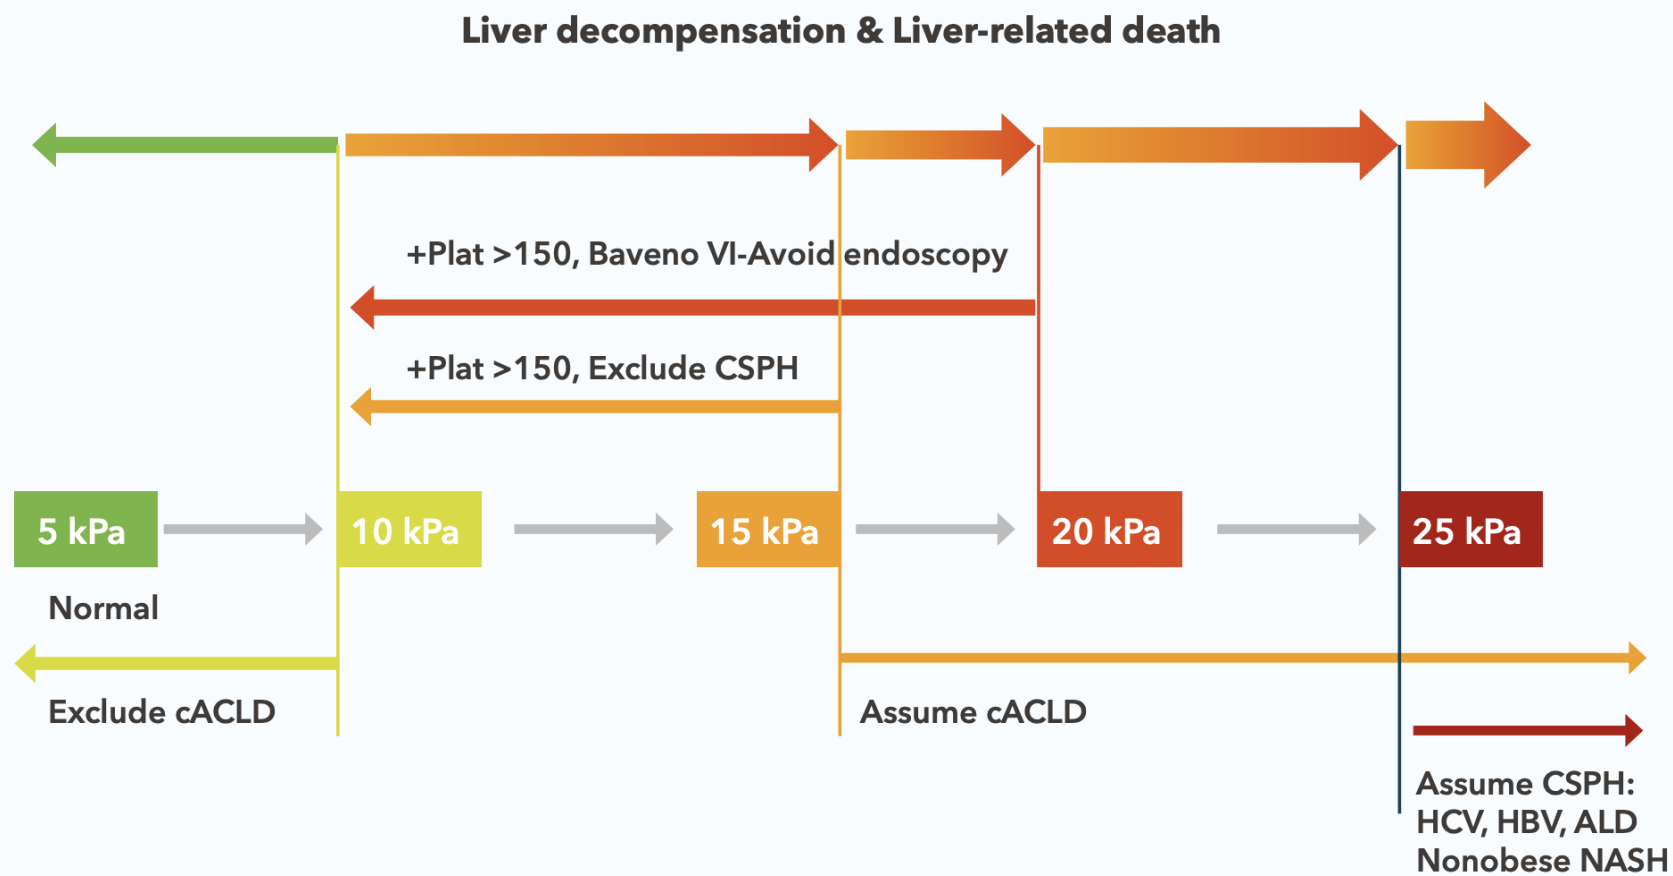 Liver decompensation & Liver-related death
+Plat >150, Baveno VI-Avoid endoscopy
+Plat >150, Exclude CSPH
5 kPa
10 kPa
15 kPa
20 kPa
25 kPa
Normal
Exclude cACLD
Assume cACLD
Assume CSPH:
HCV, HBV, ALD
Nonobese NASH